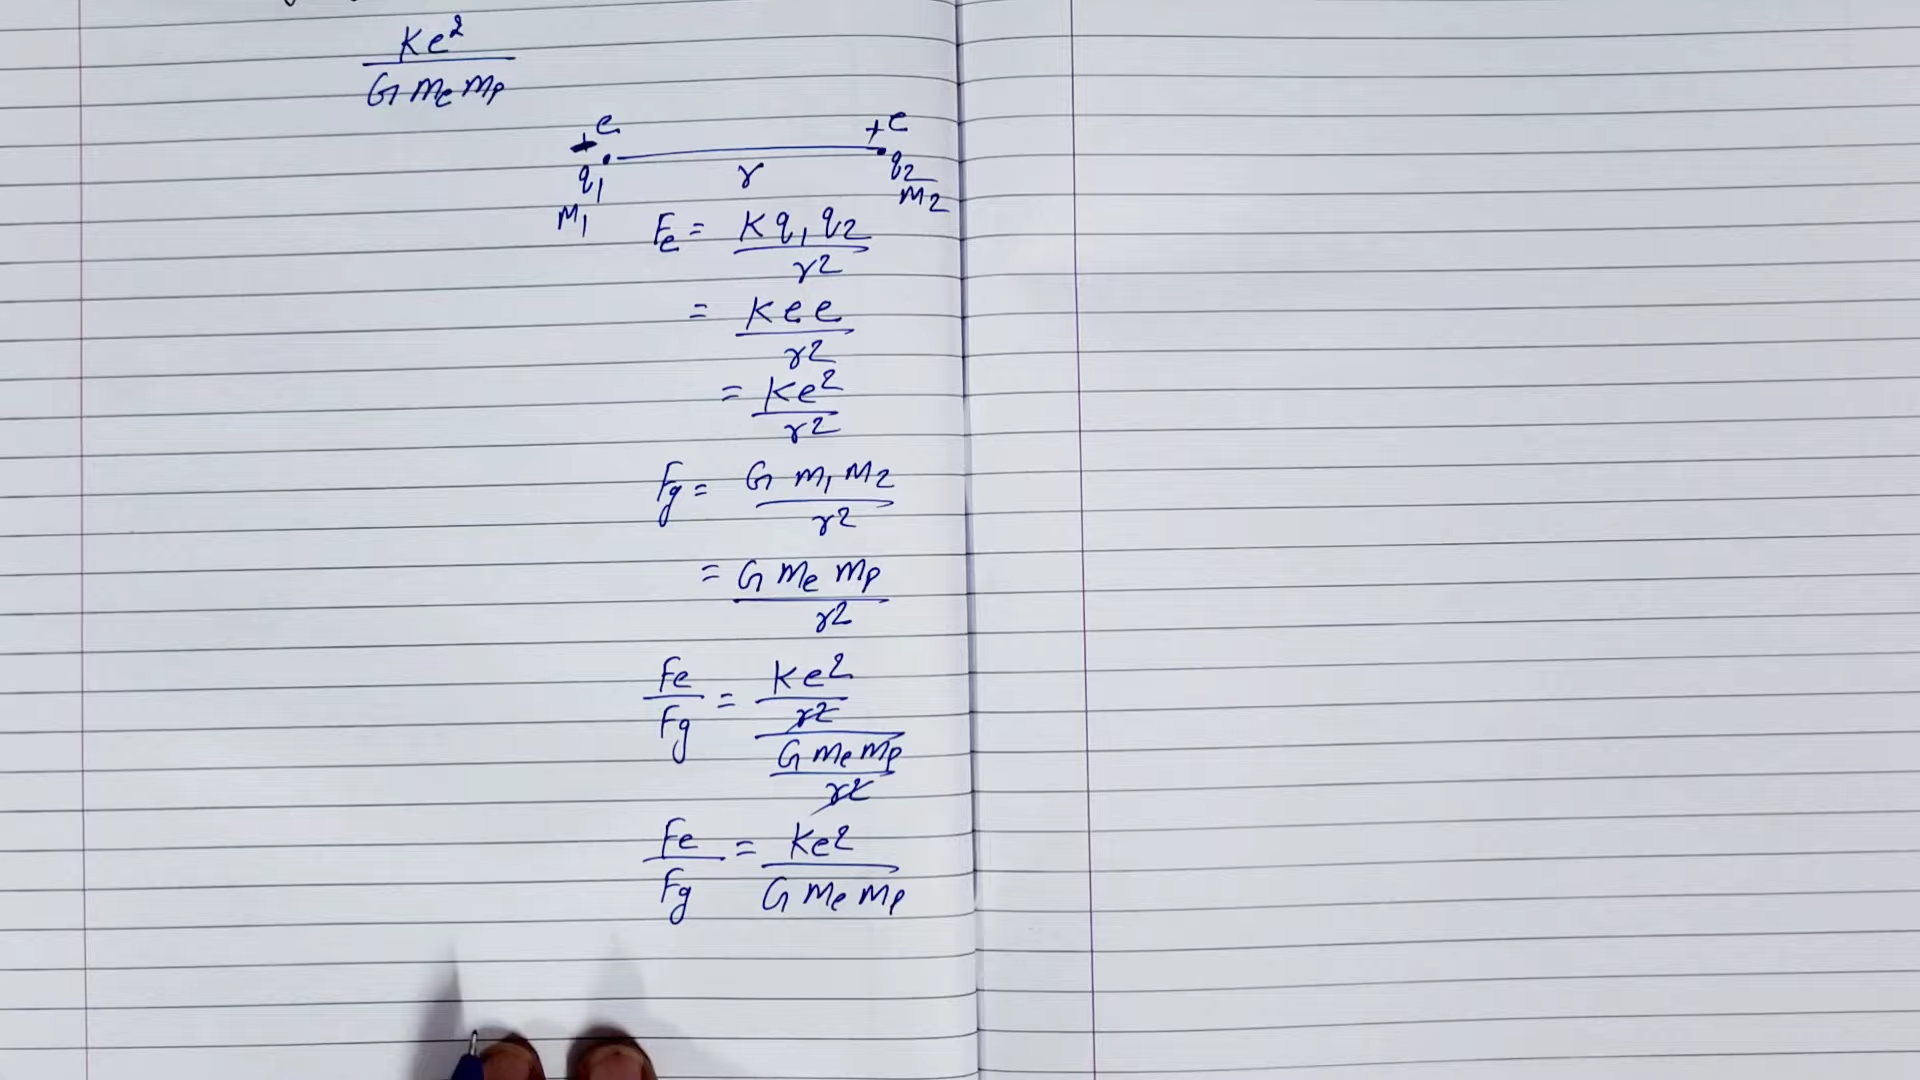 Ke²
G me mp
+e +e
q1 r q2
m1 m2
Fe = K q1 q2
r2
= K e e
r2
= Ke2
r2
Fg = G m1 m2
r2
= G me mp
r2
Fe = Ke2
Fg r2
G me mp
r2
Fe = Ke2
Fg G me mp